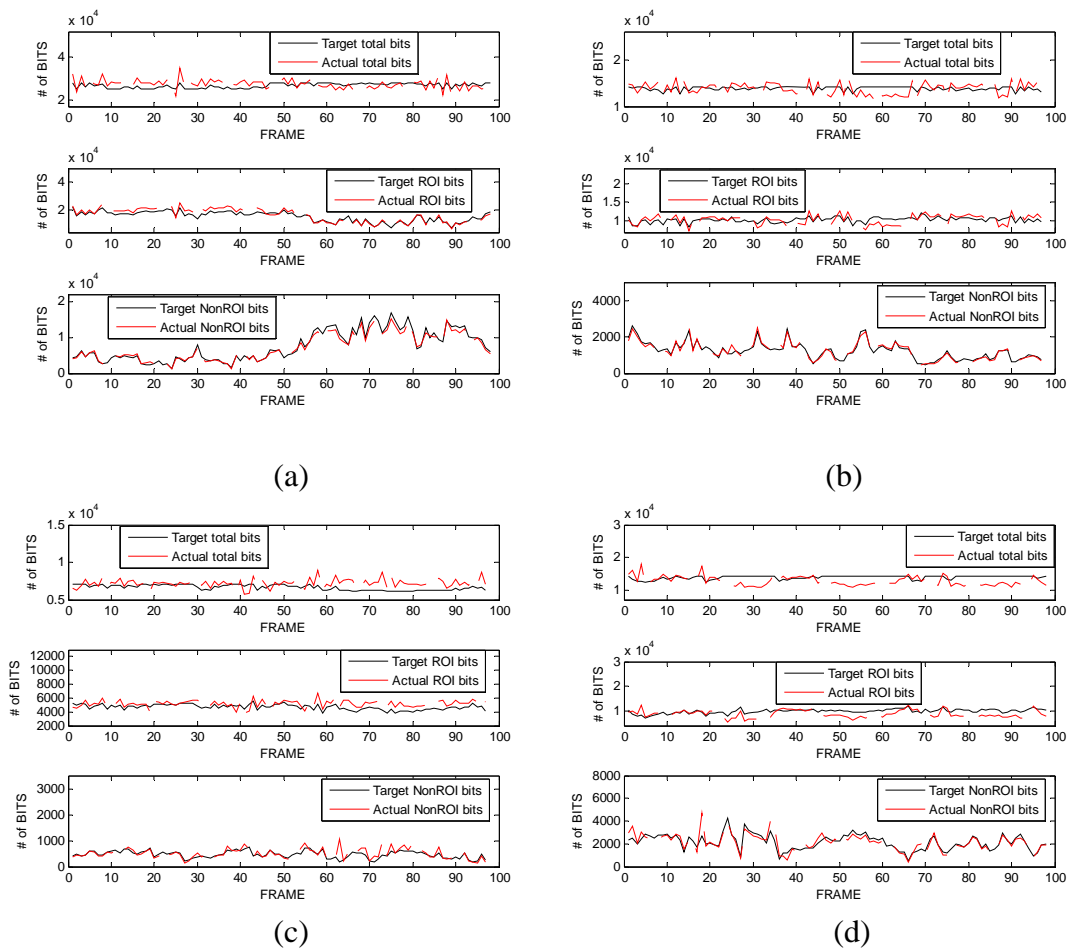 x 10^4
4
2
# of BITS
Target total bits
Actual total bits
0 10 20 30 40 50 60 70 80 90 100
FRAME
x 10^4
4
2
# of BITS
Target ROI bits
Actual ROI bits
0 10 20 30 40 50 60 70 80 90 100
FRAME
x 10^4
2
1
0
# of BITS
Target NonROI bits
Actual NonROI bits
0 10 20 30 40 50 60 70 80 90 100
FRAME
(a)
x 10^4
2
1
# of BITS
Target total bits
Actual total bits
0 10 20 30 40 50 60 70 80 90 100
FRAME
x 10^4
2
1.5
1
# of BITS
Target ROI bits
Actual ROI bits
0 10 20 30 40 50 60 70 80 90 100
FRAME
4000
2000
0
# of BITS
Target NonROI bits
Actual NonROI bits
0 10 20 30 40 50 60 70 80 90 100
FRAME
(b)
x 10^4
1.5
1
0.5
# of BITS
Target total bits
Actual total bits
0 10 20 30 40 50 60 70 80 90 100
FRAME
12000
10000
8000
6000
4000
2000
# of BITS
Target ROI bits
Actual ROI bits
0 10 20 30 40 50 60 70 80 90 100
FRAME
3000
2000
1000
0
# of BITS
Target NonROI bits
Actual NonROI bits
0 10 20 30 40 50 60 70 80 90 100
FRAME
(c)
x 10^4
3
2
1
# of BITS
Target total bits
Actual total bits
0 10 20 30 40 50 60 70 80 90 100
FRAME
x 10^4
3
2
1
# of BITS
Target ROI bits
Actual ROI bits
0 10 20 30 40 50 60 70 80 90 100
FRAME
8000
6000
4000
2000
0
# of BITS
Target NonROI bits
Actual NonROI bits
0 10 20 30 40 50 60 70 80 90 100
FRAME
(d)